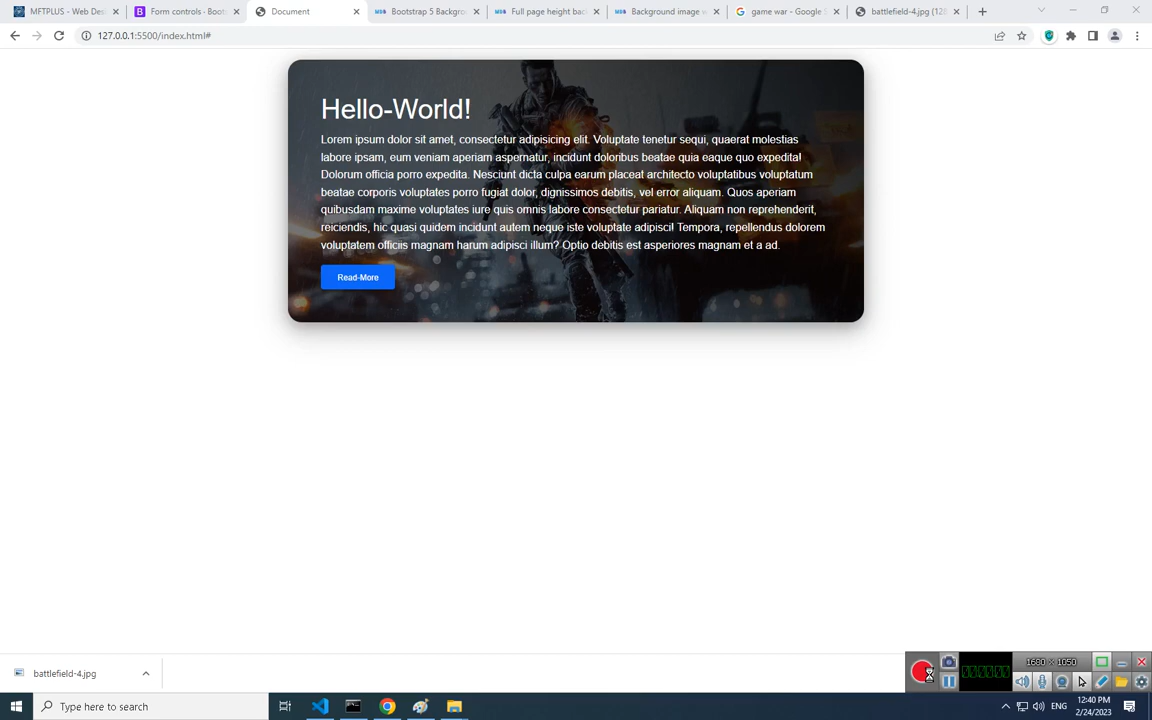 MFTPLUS - Web Des
Form controls · Boots
Document
Bootstrap 5 Backgro
Full page height bac
Background image w
game war - Google S
battlefield-4.jpg (128
127.0.0.1:5500/index.html#
Hello-World!
Lorem ipsum dolor sit amet, consectetur adipisicing elit. Voluptate tenetur sequi, quaerat molestias
labore ipsam, eum veniam aperiam aspernatur, incidunt doloribus beatae quia eaque quo expedita!
Dolorum officia porro expedita. Nesciunt dicta culpa earum placeat architecto voluptatibus voluptatum
beatae corporis voluptates porro fugiat dolor, dignissimos debitis, vel error aliquam. Quos aperiam
quibusdam maxime voluptates iure quis omnis labore consectetur pariatur. Aliquam non reprehenderit,
reiciendis, hic quasi quidem incidunt autem neque iste voluptate adipisci! Tempora, repellendus dolorem
voluptatem officiis magnam harum adipisci illum? Optio debitis est asperiores magnam et a ad.
Read-More
battlefield-4.jpg
1680 × 1050
Type here to search
ENG
12:40 PM
2/24/2023